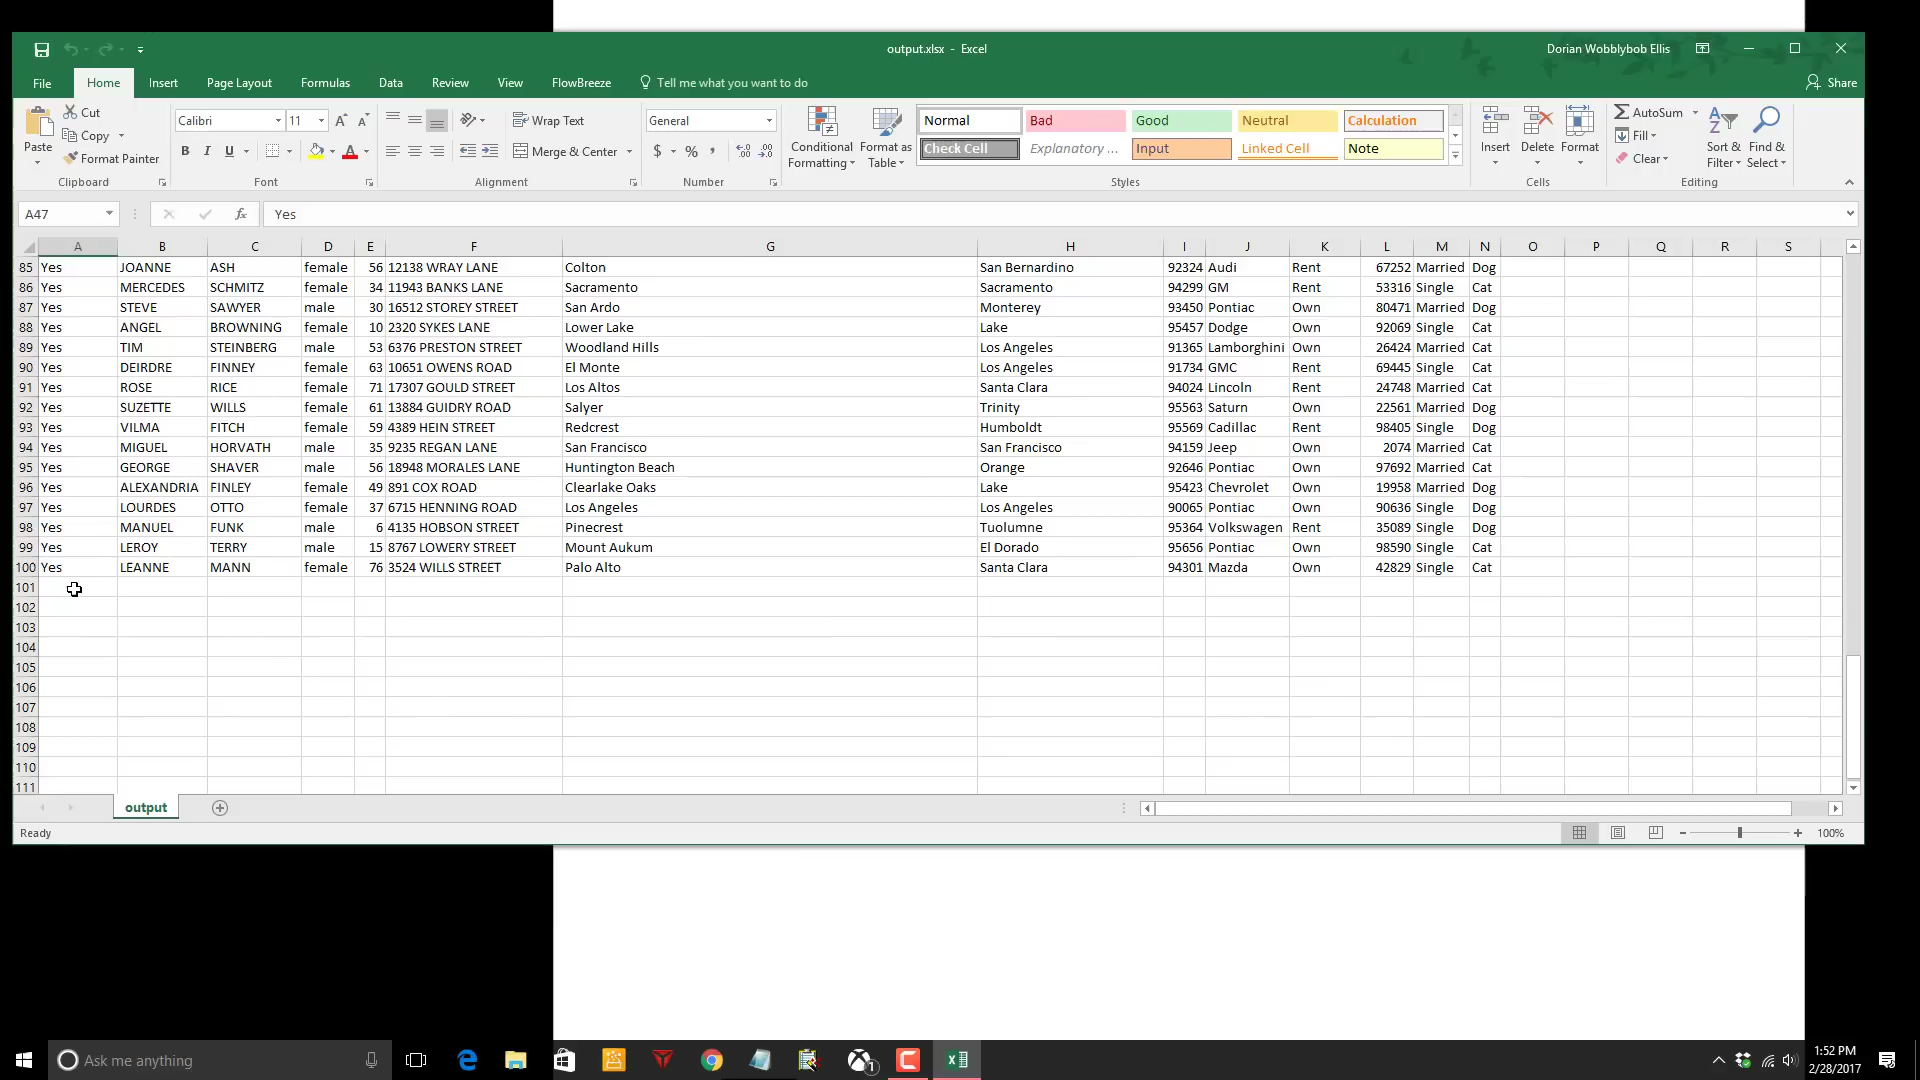 output.xlsx - Excel
Dorian Wobblybob Ellis
File Home Insert Page Layout Formulas Data Review View FlowBreeze Tell me what you want to do Share
Paste
Cut
Copy
Format Painter
Clipboard
Calibri 11
B I U
Font
Wrap Text
Merge & Center
Alignment
General
$ % ,
Number
Conditional Formatting
Format as Table
Normal Bad Good Neutral Calculation
Check Cell Explanatory ... Input Linked Cell Note
Styles
Insert Delete Format
Cells
AutoSum
Fill
Clear
Sort & Filter
Find & Select
Editing
A47 fx Yes
A B C D E F G H I J K L M N O P Q R S
85 Yes JOANNE ASH female 56 12138 WRAY LANE Colton San Bernardino 92324 Audi Rent 67252 Married Dog
86 Yes MERCEDES SCHMITZ female 34 11943 BANKS LANE Sacramento Sacramento 94299 GM Rent 53316 Single Cat
87 Yes STEVE SAWYER male 30 16512 STOREY STREET San Ardo Monterey 93450 Pontiac Own 80471 Married Dog
88 Yes ANGEL BROWNING female 10 2320 SYKES LANE Lower Lake Lake 95457 Dodge Own 92069 Single Cat
89 Yes TIM STEINBERG male 53 6376 PRESTON STREET Woodland Hills Los Angeles 91365 Lamborghini Own 26424 Married Cat
90 Yes DEIRDRE FINNEY female 63 10651 OWENS ROAD El Monte Los Angeles 91734 GMC Rent 69445 Single Cat
91 Yes ROSE RICE female 71 17307 GOULD STREET Los Altos Santa Clara 94024 Lincoln Rent 24748 Married Cat
92 Yes SUZETTE WILLS female 61 13884 GUIDRY ROAD Salyer Trinity 95563 Saturn Own 22561 Married Dog
93 Yes VILMA FITCH female 59 4389 HEIN STREET Redcrest Humboldt 95569 Cadillac Rent 98405 Single Dog
94 Yes MIGUEL HORVATH male 35 9235 REGAN LANE San Francisco San Francisco 94159 Jeep Own 2074 Married Cat
95 Yes GEORGE SHAVER male 56 18948 MORALES LANE Huntington Beach Orange 92646 Pontiac Own 97692 Married Cat
96 Yes ALEXANDRIA FINLEY female 49 891 COX ROAD Clearlake Oaks Lake 95423 Chevrolet Own 19958 Married Dog
97 Yes LOURDES OTTO female 37 6715 HENNING ROAD Los Angeles Los Angeles 90065 Pontiac Own 90636 Single Dog
98 Yes MANUEL FUNK male 6 4135 HOBSON STREET Pinecrest Tuolumne 95364 Volkswagen Rent 35089 Single Dog
99 Yes LEROY TERRY male 15 8767 LOWERY STREET Mount Aukum El Dorado 95656 Pontiac Own 98590 Single Cat
100 Yes LEANNE MANN female 76 3524 WILLS STREET Palo Alto Santa Clara 94301 Mazda Own 42829 Single Cat
101
102
103
104
105
106
107
108
109
110
111
output
Ready
100%
Ask me anything
1:52 PM
2/28/2017